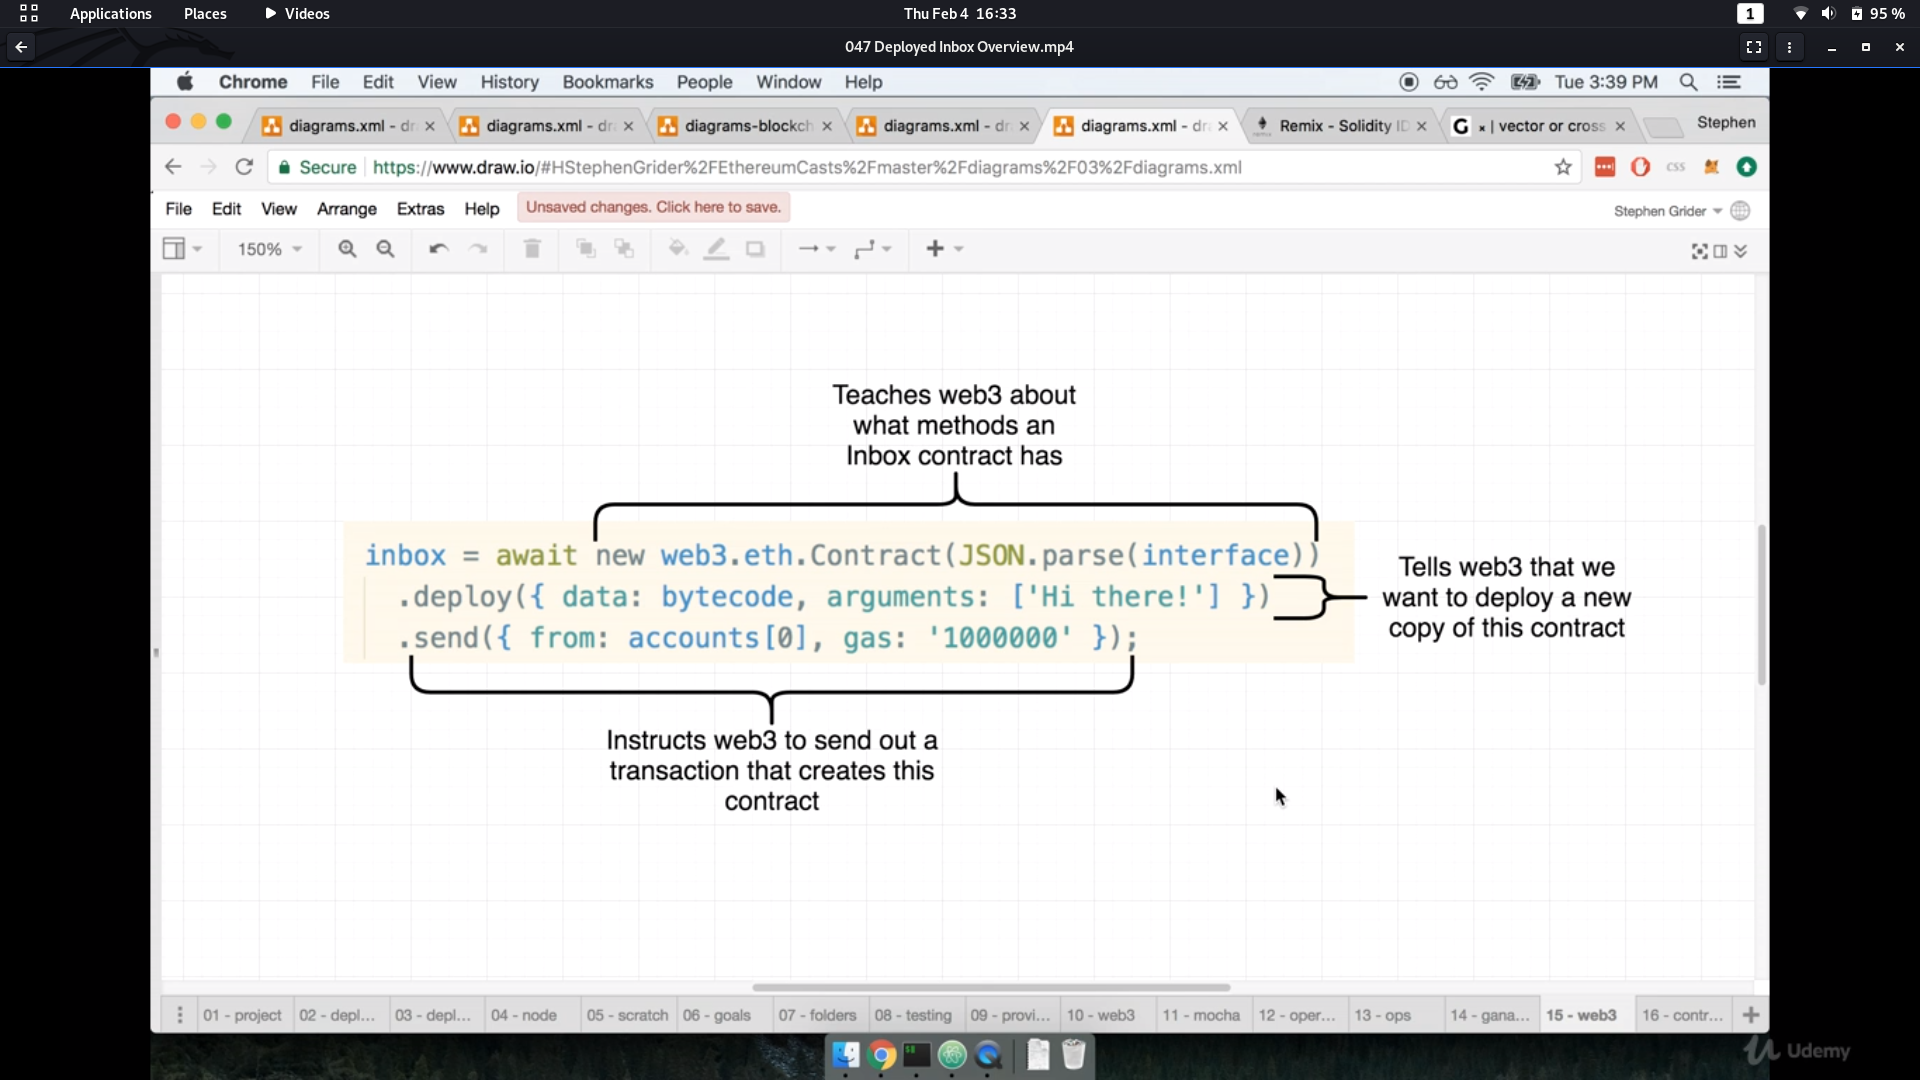 Applications Places Videos Thu Feb 4 16:33 1 95 %
047 Deployed Inbox Overview.mp4
Chrome File Edit View History Bookmarks People Window Help Tue 3:39 PM
diagrams.xml - dr diagrams.xml - dr diagrams-blockch diagrams.xml - dr diagrams.xml - dr Remix - Solidity ID | vector or cross Stephen
Secure https://www.draw.io/#HStephenGrider%2FEthereumCasts%2Fmaster%2Fdiagrams%2F03%2Fdiagrams.xml CSS
File Edit View Arrange Extras Help Unsaved changes. Click here to save. Stephen Grider
150%
Teaches web3 about
what methods an
Inbox contract has
inbox = await new web3.eth.Contract(JSON.parse(interface))
.deploy({ data: bytecode, arguments: ['Hi there!'] })
.send({ from: accounts[0], gas: '1000000' });
Tells web3 that we
want to deploy a new
copy of this contract
Instructs web3 to send out a
transaction that creates this
contract
01 - project 02 - depl... 03 - depl... 04 - node 05 - scratch 06 - goals 07 - folders 08 - testing 09 - provi... 10 - web3 11 - mocha 12 - oper... 13 - ops 14 - gana... 15 - web3 16 - contr...
Udemy